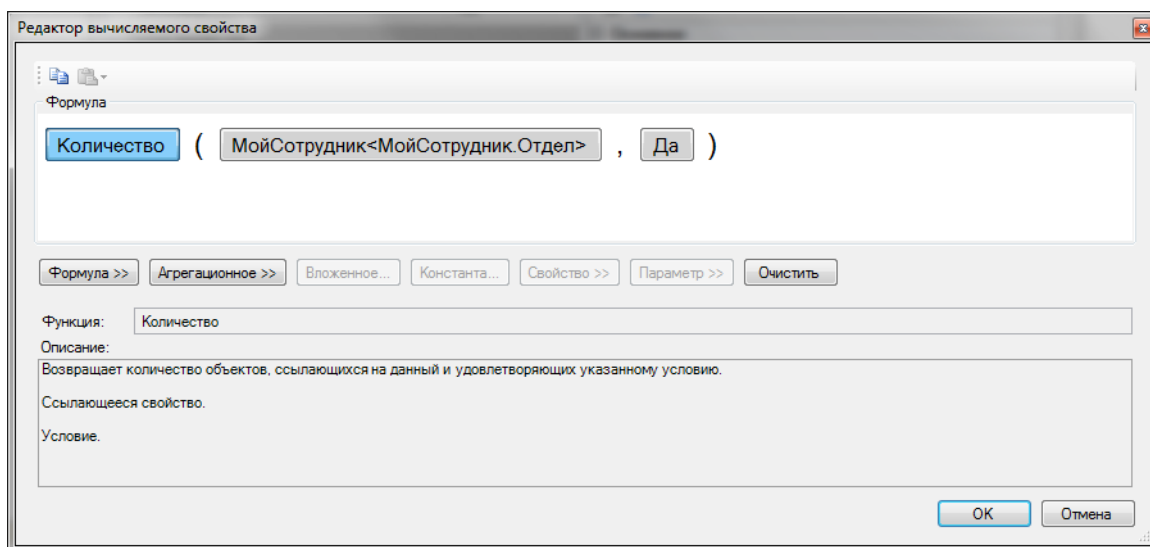 Редактор вычисляемого свойства
Формула
Количество ( МойСотрудник<МойСотрудник.Отдел> , Да )
Формула >> Агрегационное >> Вложенное... Константа... Свойство >> Параметр >> Очистить
Функция: Количество
Описание:
Возвращает количество объектов, ссылающихся на данный и удовлетворяющих указанному условию.
Ссылающееся свойство.
Условие.
OK Отмена